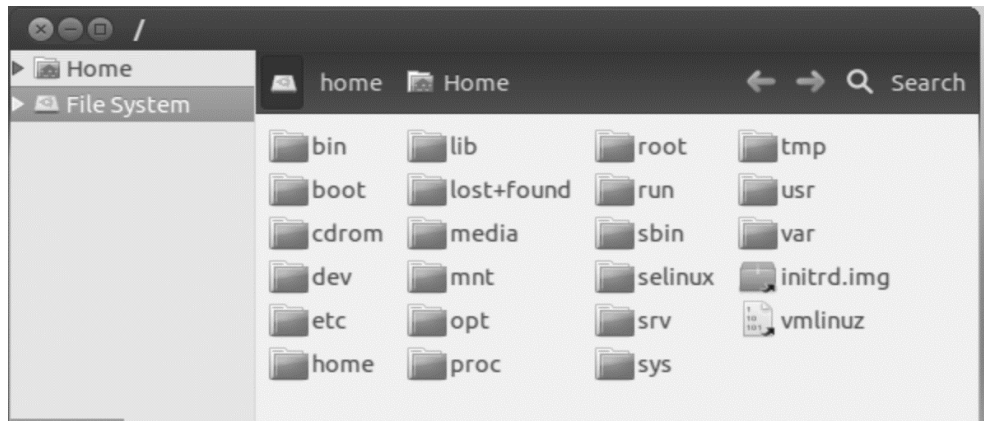 /
Home
File System
home Home Search
bin lib root tmp
boot lost+found run usr
cdrom media sbin var
dev mnt selinux initrd.img
etc opt srv vmlinuz
home proc sys